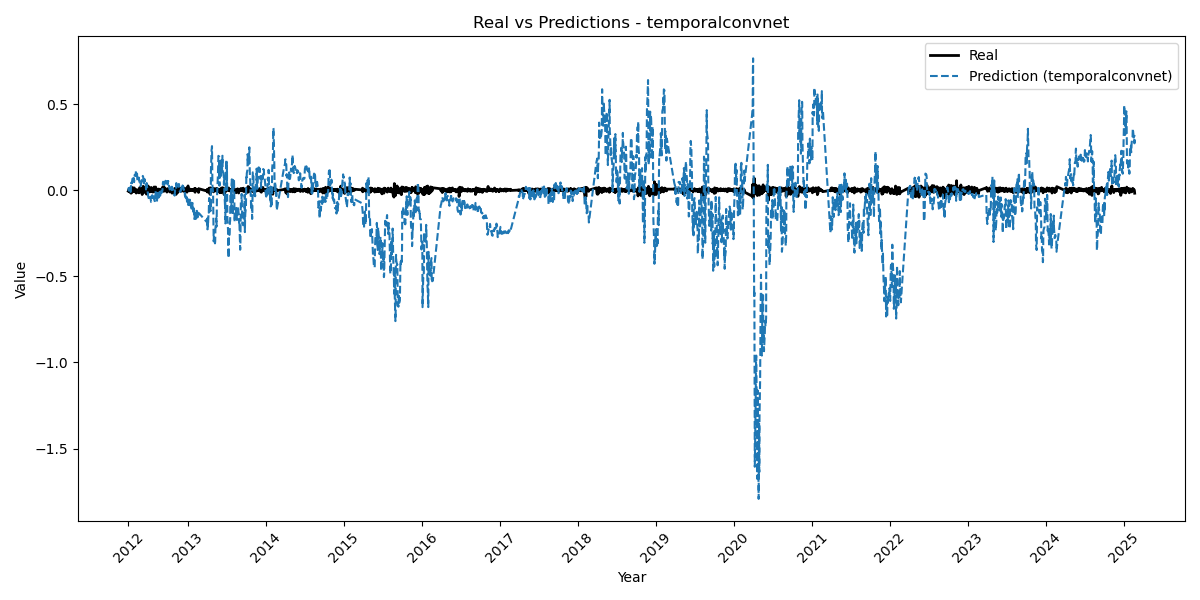 Real vs Predictions - temporalconvnet
Real
Prediction (temporalconvnet)
Value
0.5
0.0
−0.5
−1.0
−1.5
2012 2013 2014 2015 2016 2017 2018 2019 2020 2021 2022 2023 2024 2025
Year